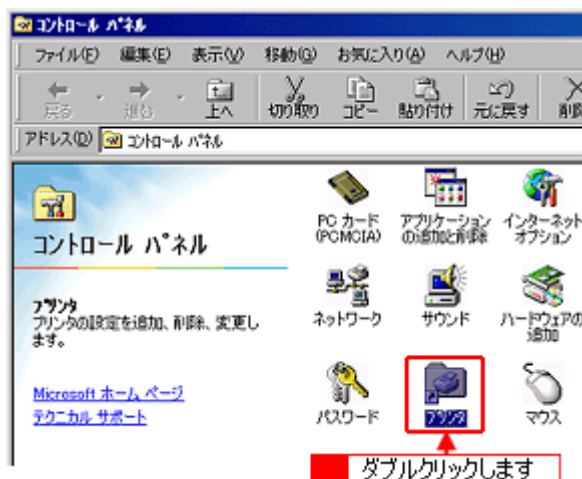 コントロール パネル
ファイル(F) 編集(E) 表示(V) 移動(G) お気に入り(A) ヘルプ(H)
戻る 進む 上へ 切り取り コピー 貼り付け 元に戻す 削除
アドレス(D) コントロール パネル
コントロール パネル
プリンタ
プリンタの設定を追加、削除、変更し
ます。
Microsoft ホーム ページ
テクニカル サポート
PC カード
(PCMCIA)
アプリケーション
の追加と削除
インターネット
オプション
ネットワーク
サウンド
ハードウェアの
追加
パスワード
プリンタ
マウス
ダブルクリックします